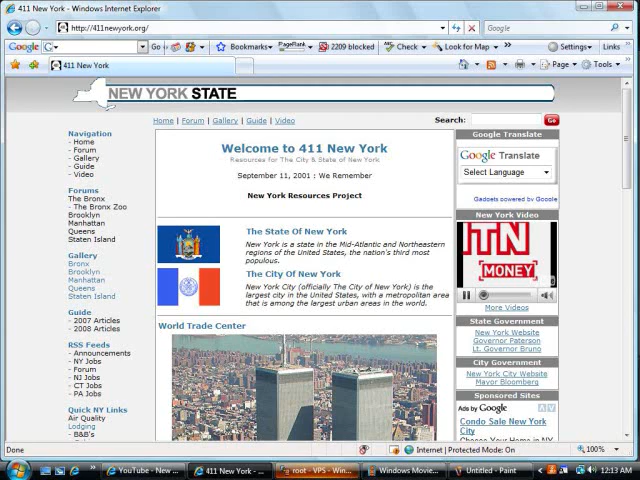 411 New York - Windows Internet Explorer
http://411newyork.org/
Google
Google
Go
Bookmarks
PageRank
2209 blocked
Check
Look for Map
Settings
Links
411 New York
Page
Tools
NEW YORK STATE
Home | Forum | Gallery | Guide | Video
Search:
Go
Navigation
- Home
- Forum
- Gallery
- Guide
- Video
Forums
The Bronx
- The Bronx Zoo
Brooklyn
Manhattan
Queens
Staten Island
Gallery
Bronx
Brooklyn
Manhattan
Queens
Staten Island
Guide
- 2007 Articles
- 2008 Articles
RSS Feeds
- Announcements
- NY Jobs
- Forum
- NJ Jobs
- CT Jobs
- PA Jobs
Quick NY Links
Air Quality
Lodging
- B&B's
Welcome to 411 New York
Resources for The City & State of New York
September 11, 2001 : We Remember
New York Resources Project
The State Of New York
New York is a state in the Mid-Atlantic and Northeastern
regions of the United States, the nation's third most
populous.
The City Of New York
New York City (officially The City of New York) is the
largest city in the United States, with a metropolitan area
that is among the largest urban areas in the world.
World Trade Center
Google Translate
Google Translate
Select Language
Gadgets powered by Google
New York Video
ITN
MONEY
More Videos
State Government
New York Website
Governor Paterson
Lt. Governor Bruno
City Government
New York City Website
Mayor Bloomberg
Sponsored Sites
Ads by Google
Condo Sale New York
City
Choose Your Home in NY
Done
Internet | Protected Mode: On
100%
YouTube - New ...
411 New York - ...
root - VPS - Win...
Windows Movie...
Untitled - Paint
12:13 AM